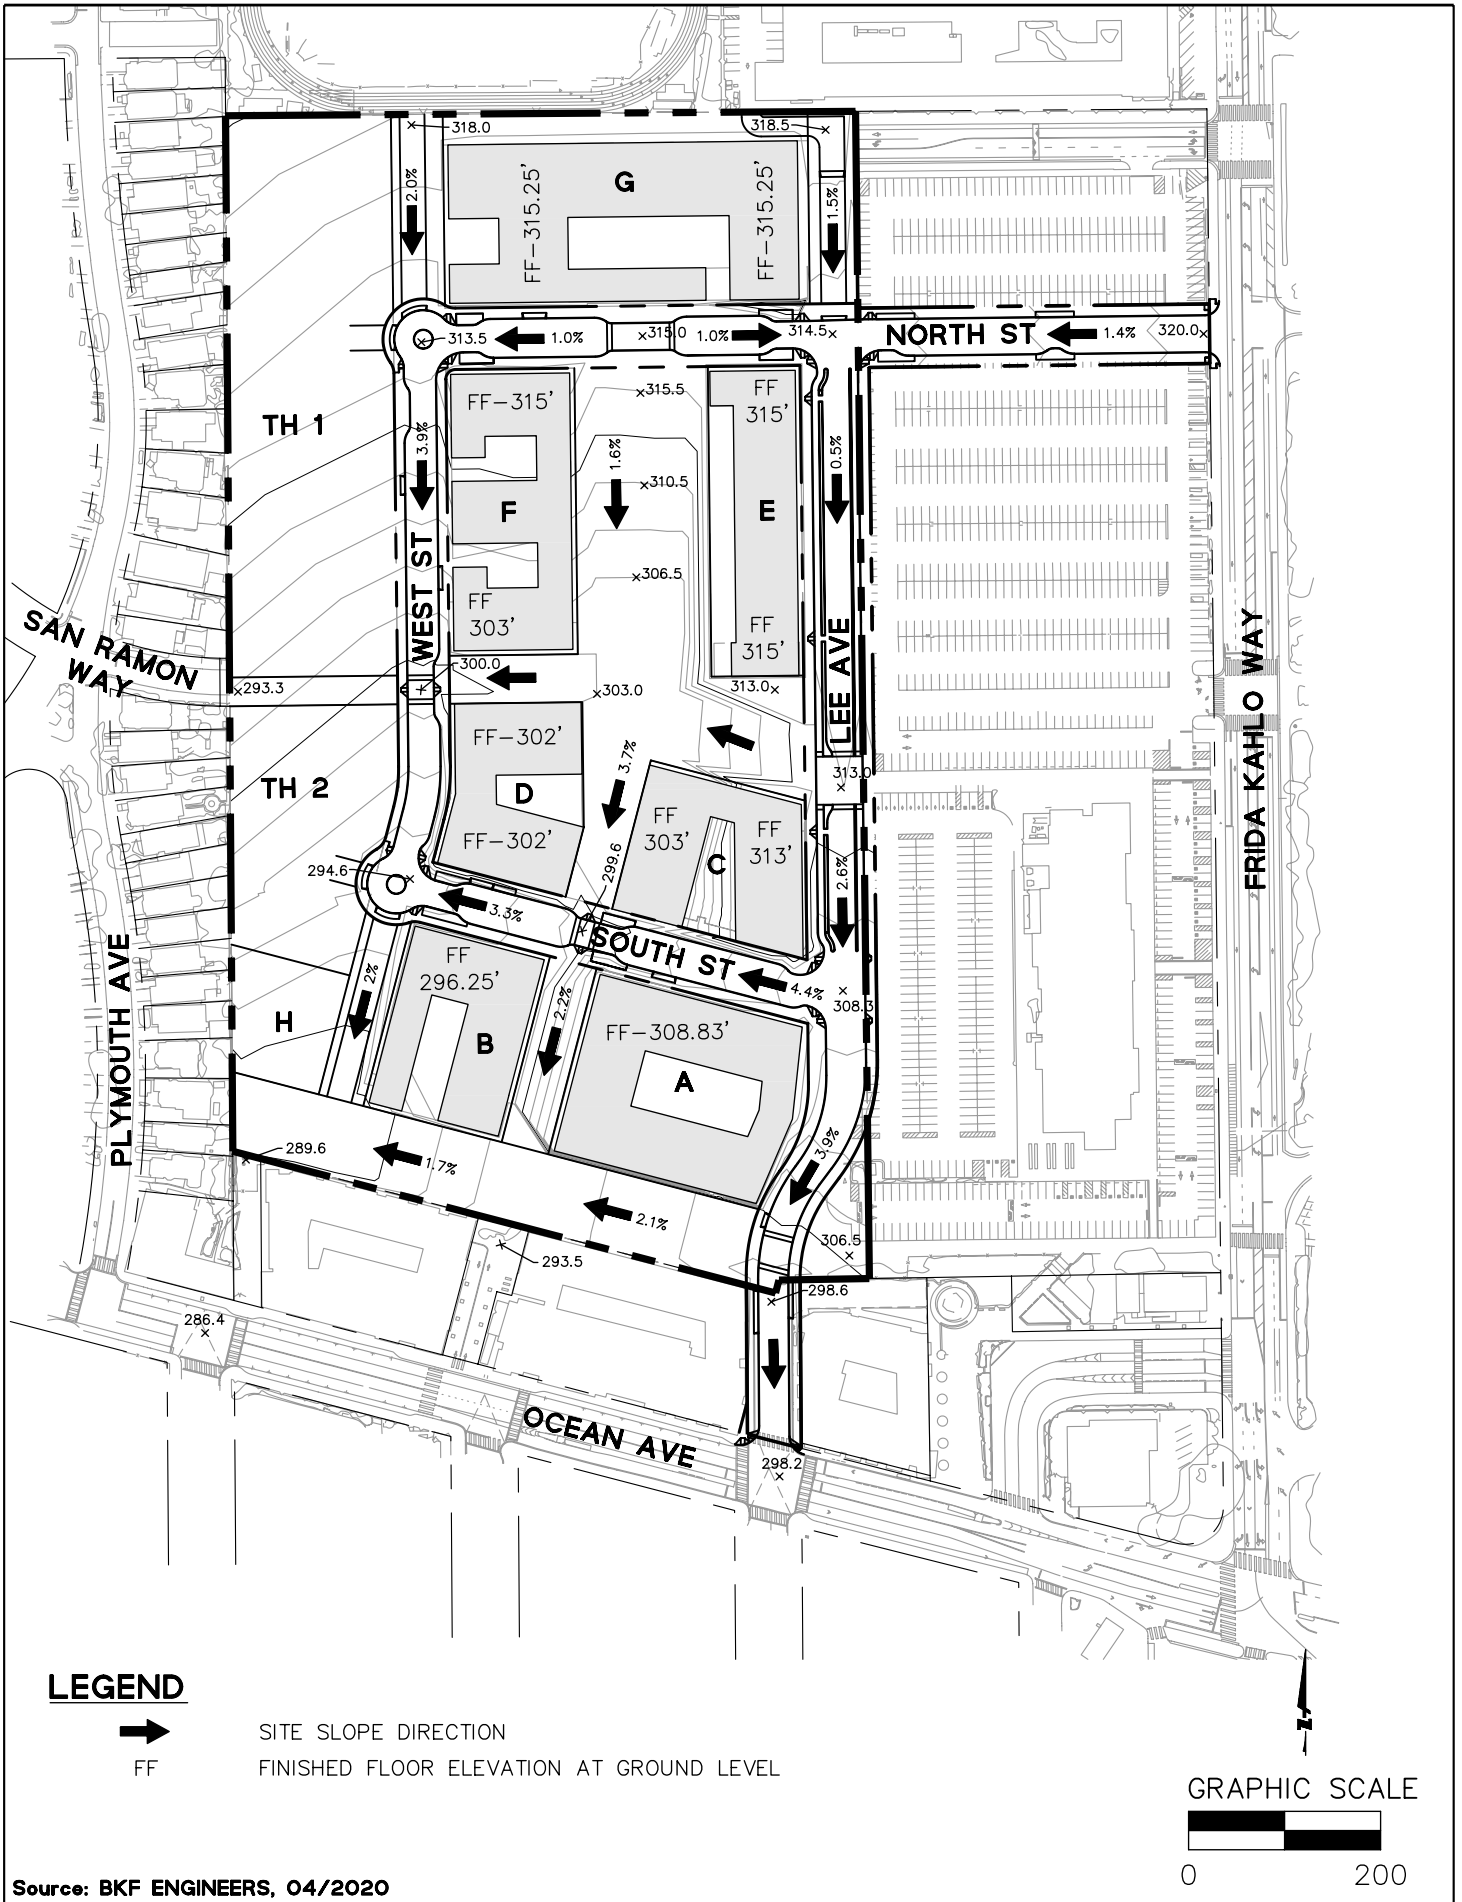 318.0
318.5
2.0%
G
FF-315.25'
FF-315.25'
1.5%
313.5
1.0%
315.0
1.0%
314.5
NORTH ST
1.4%
320.0
TH 1
FF-315'
315.5
FF
315'
3.9%
1.6%
0.5%
310.5
F
E
306.5
WEST ST
FF
303'
FF
315'
LEE AVE
FRIDA KAHLO WAY
SAN RAMON
WAY
293.3
300.0
303.0
313.0
FF-302'
3.7%
313.0
TH 2
D
FF
303'
FF
313'
FF-302'
C
299.6
2.6%
294.6
3.3%
SOUTH ST
4.4%
308.3
PLYMOUTH AVE
2%
FF
296.25'
2.2%
H
B
FF-308.83'
A
3.9%
289.6
1.7%
2.1%
306.5
293.5
298.6
286.4
OCEAN AVE
298.2
LEGEND
SITE SLOPE DIRECTION
FF FINISHED FLOOR ELEVATION AT GROUND LEVEL
N
GRAPHIC SCALE
0 200
Source: BKF ENGINEERS, 04/2020